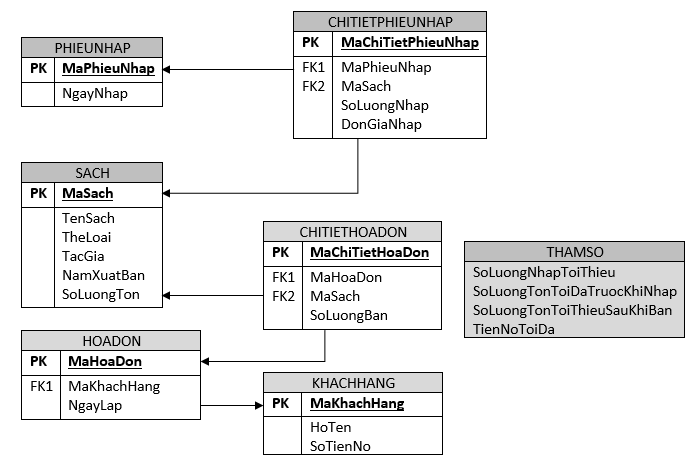 PHIEUNHAP
PK MaPhieuNhap
NgayNhap
CHITIETPHIEUNHAP
PK MaChiTietPhieuNhap
FK1 MaPhieuNhap
FK2 MaSach
SoLuongNhap
DonGiaNhap
SACH
PK MaSach
TenSach
TheLoai
TacGia
NamXuatBan
SoLuongTon
CHITIETHOADON
PK MaChiTietHoaDon
FK1 MaHoaDon
FK2 MaSach
SoLuongBan
THAMSO
SoLuongNhapToiThieu
SoLuongTonToiDaTruocKhiNhap
SoLuongTonToiThieuSauKhiBan
TienNoToiDa
HOADON
PK MaHoaDon
FK1 MaKhachHang
NgayLap
KHACHHANG
PK MaKhachHang
HoTen
SoTienNo